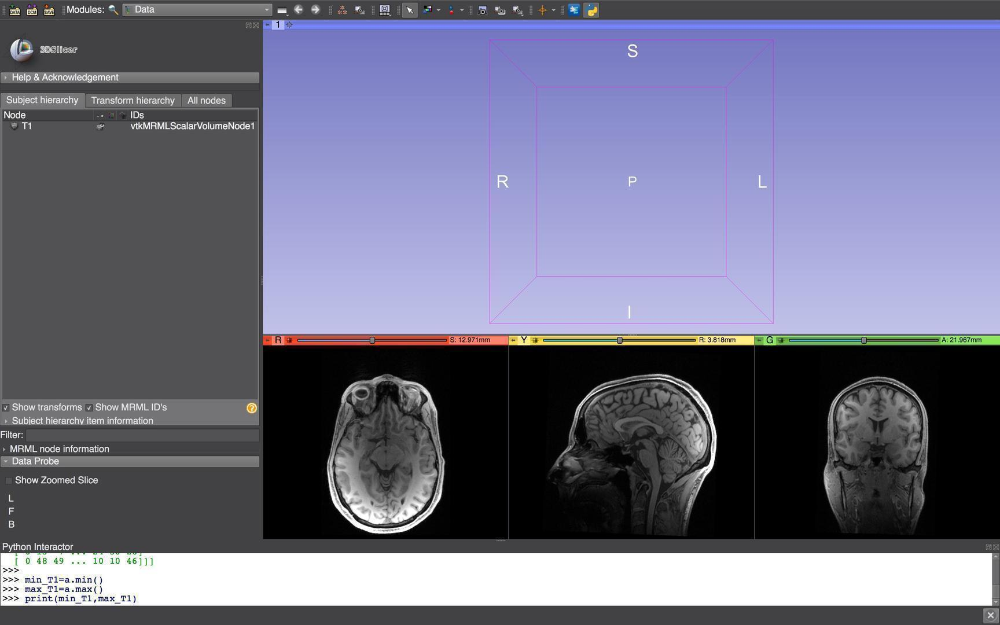 DATA DCM SAVE Modules: Data
1
3DSlicer
Help & Acknowledgement
Subject hierarchy Transform hierarchy All nodes
Node IDs
T1 vtkMRMLScalarVolumeNode1
S
R P L
I
R S: 12.971mm Y R: 3.818mm G A: 21.967mm
Show transforms Show MRML ID's
Subject hierarchy item information
Filter:
MRML node information
Data Probe
Show Zoomed Slice
L
F
B
Python Interactor
[ 0 48 49 ... 10 10 46]]]
>>>
>>> min_T1=a.min()
>>> max_T1=a.max()
>>> print(min_T1,max_T1)